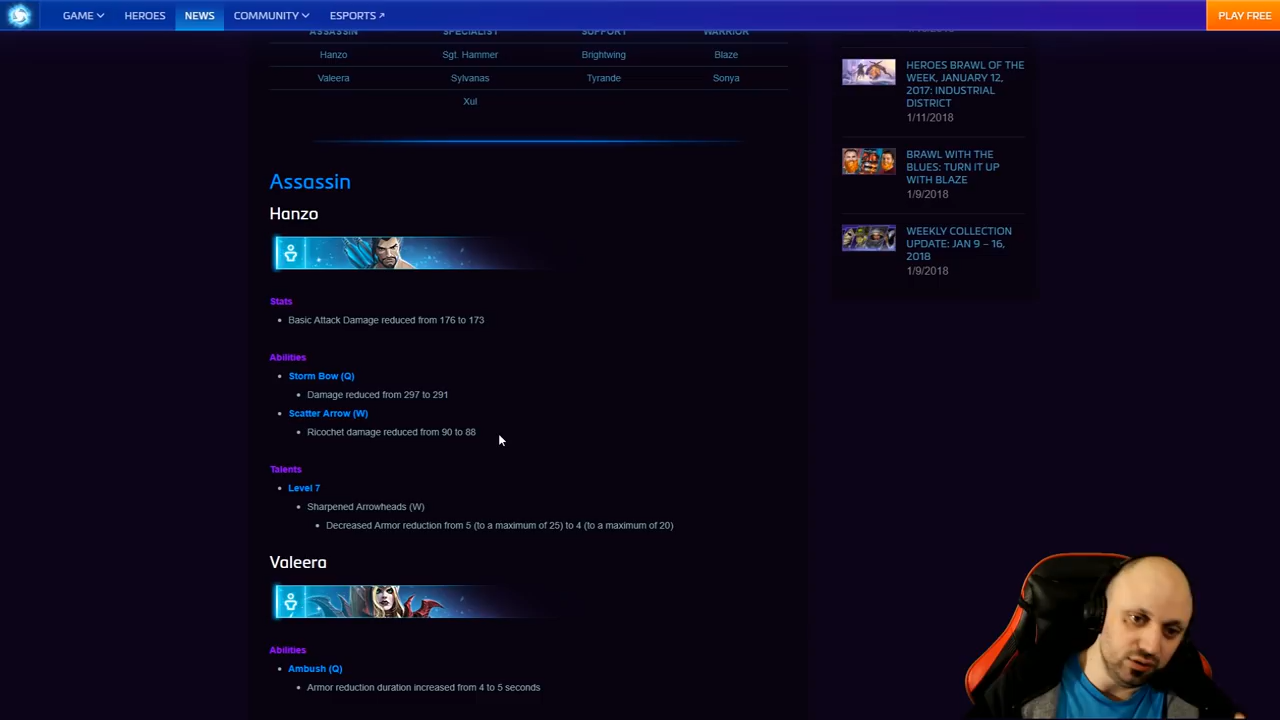 GAME
HEROES
NEWS
COMMUNITY
ESPORTS
PLAY FREE
ASSASSIN SPECIALIST SUPPORT WARRIOR
Hanzo Sgt. Hammer Brightwing Blaze
Valeera Sylvanas Tyrande Sonya
Xul
Assassin
Hanzo
Stats
Basic Attack Damage reduced from 176 to 173
Abilities
Storm Bow (Q)
Damage reduced from 297 to 291
Scatter Arrow (W)
Ricochet damage reduced from 90 to 88
Talents
Level 7
Sharpened Arrowheads (W)
Decreased Armor reduction from 5 (to a maximum of 25) to 4 (to a maximum of 20)
Valeera
Abilities
Ambush (Q)
Armor reduction duration increased from 4 to 5 seconds
HEROES BRAWL OF THE
WEEK, JANUARY 12,
2017: INDUSTRIAL
DISTRICT
1/11/2018
BRAWL WITH THE
BLUES: TURN IT UP
WITH BLAZE
1/9/2018
WEEKLY COLLECTION
UPDATE: JAN 9 – 16,
2018
1/9/2018